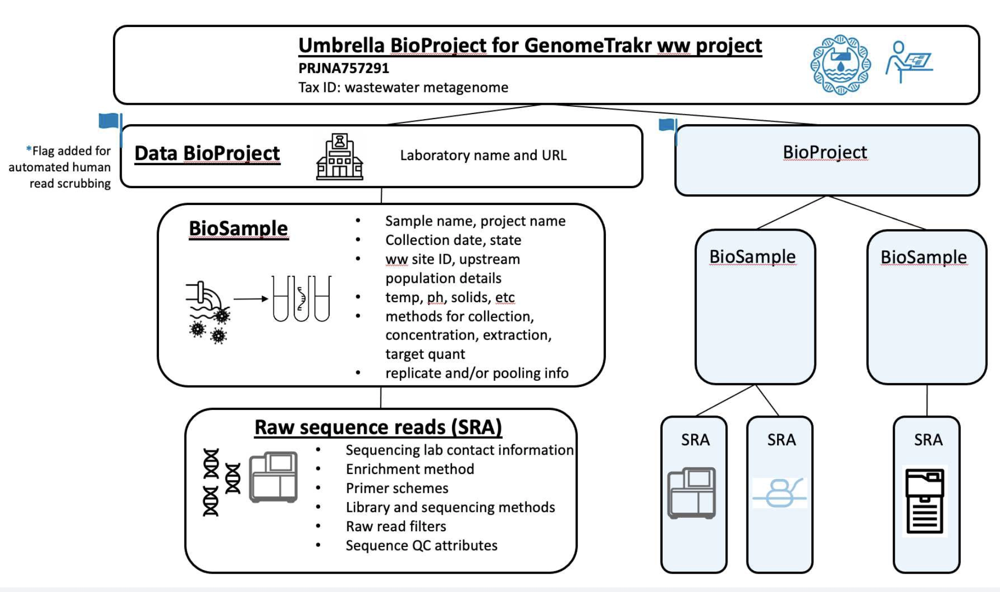 Umbrella BioProject for GenomeTrakr ww project
PRJNA757291
Tax ID: wastewater metagenome
*Flag added for
automated human
read scrubbing
Data BioProject
Laboratory name and URL
BioProject
BioSample
• Sample name, project name
• Collection date, state
• ww site ID, upstream
population details
• temp, ph, solids, etc
• methods for collection,
concentration, extraction,
target quant
• replicate and/or pooling info
BioSample
BioSample
Raw sequence reads (SRA)
• Sequencing lab contact information
• Enrichment method
• Primer schemes
• Library and sequencing methods
• Raw read filters
• Sequence QC attributes
SRA
SRA
SRA